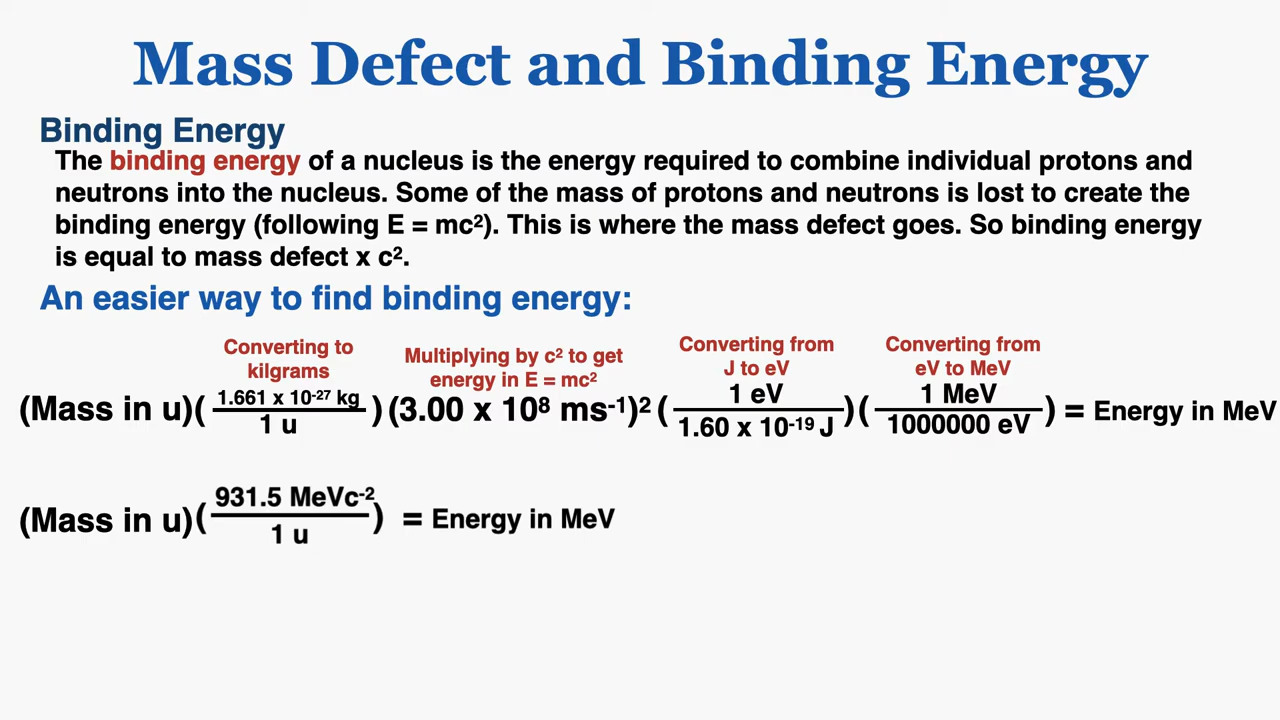 Mass Defect and Binding Energy
Binding Energy
The binding energy of a nucleus is the energy required to combine individual protons and
neutrons into the nucleus. Some of the mass of protons and neutrons is lost to create the
binding energy (following E = mc²). This is where the mass defect goes. So binding energy
is equal to mass defect x c².
An easier way to find binding energy:
Converting to
kilgrams
Multiplying by c² to get
energy in E = mc²
Converting from
J to eV
Converting from
eV to MeV
(Mass in u)(1.661 x 10⁻²⁷ kg / 1 u)(3.00 x 10⁸ ms⁻¹)²(1 eV / 1.60 x 10⁻¹⁹ J)(1 MeV / 1000000 eV) = Energy in MeV
(Mass in u)(931.5 MeVc⁻² / 1 u) = Energy in MeV